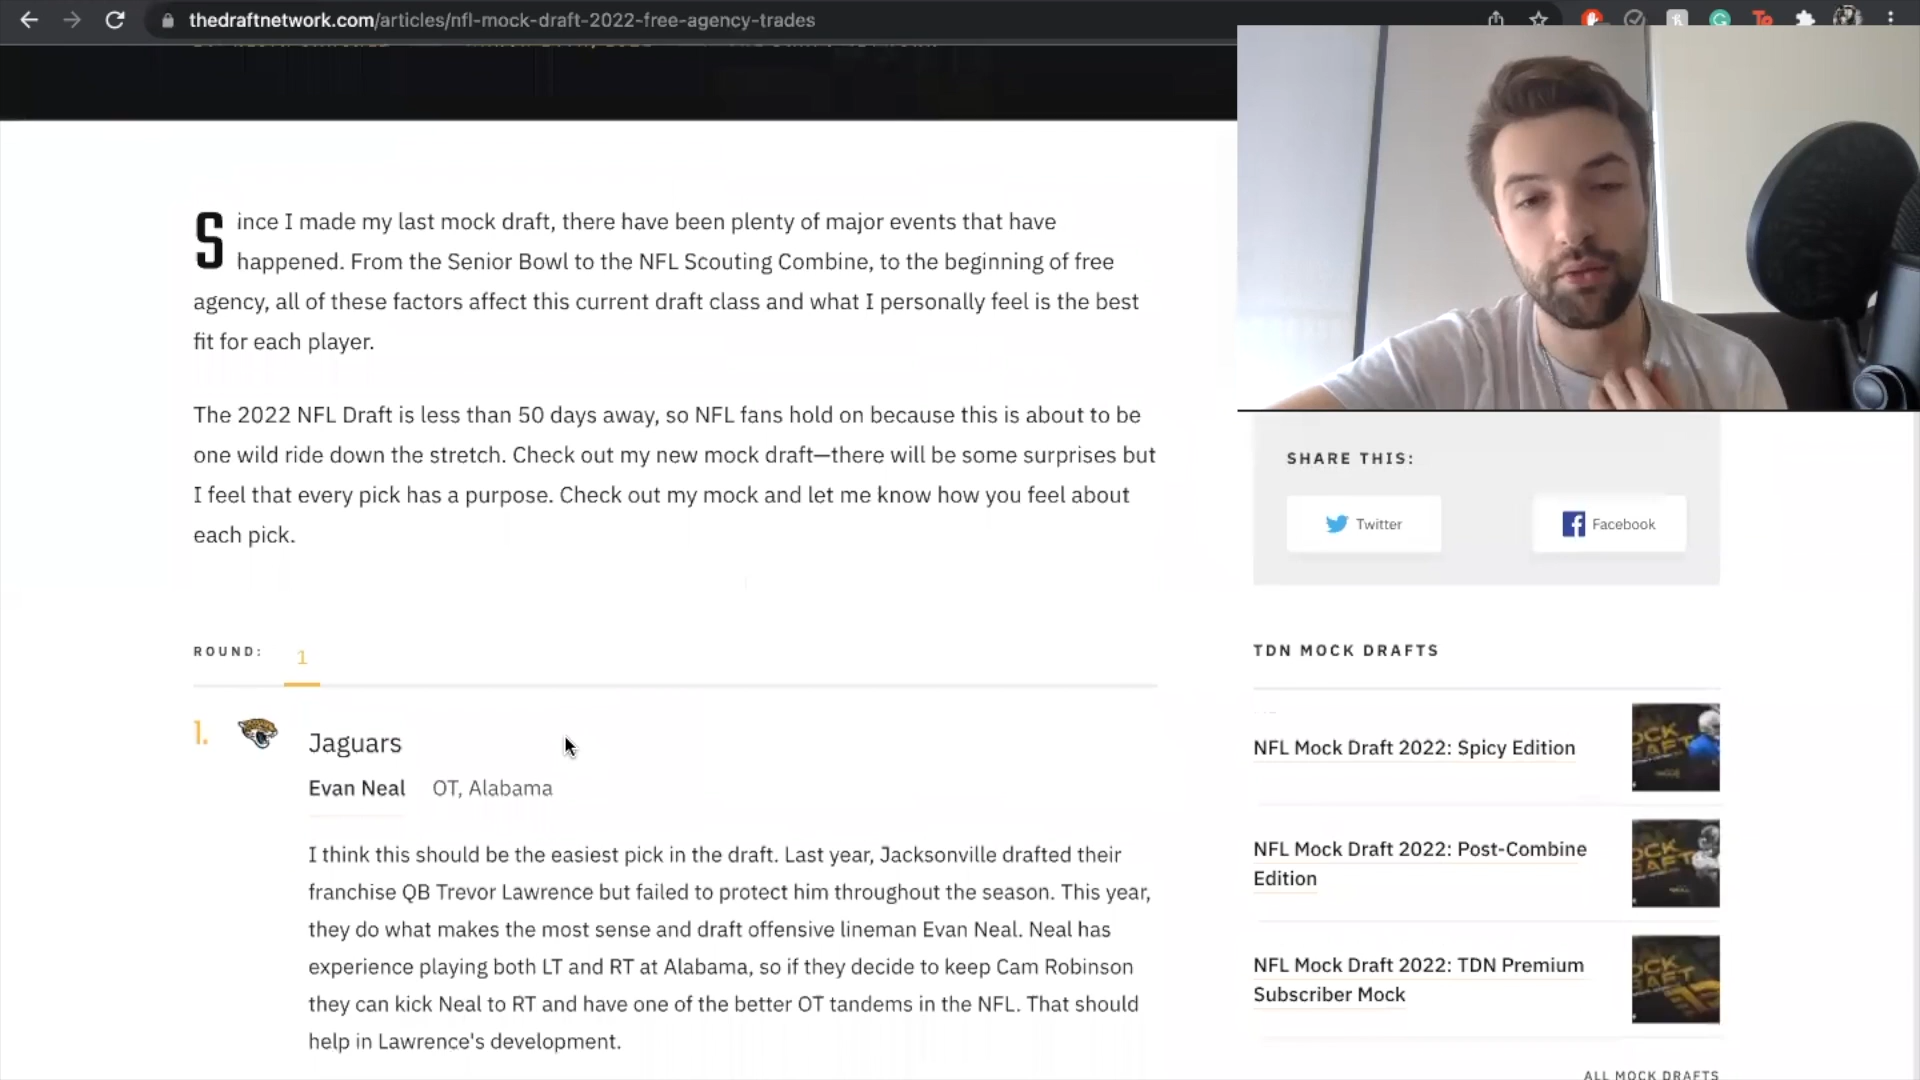 thedraftnetwork.com/articles/nfl-mock-draft-2022-free-agency-trades
Since I made my last mock draft, there have been plenty of major events that have
happened. From the Senior Bowl to the NFL Scouting Combine, to the beginning of free
agency, all of these factors affect this current draft class and what I personally feel is the best
fit for each player.
The 2022 NFL Draft is less than 50 days away, so NFL fans hold on because this is about to be
one wild ride down the stretch. Check out my new mock draft—there will be some surprises but
I feel that every pick has a purpose. Check out my mock and let me know how you feel about
each pick.
ROUND: 1
1. Jaguars
Evan Neal OT, Alabama
I think this should be the easiest pick in the draft. Last year, Jacksonville drafted their
franchise QB Trevor Lawrence but failed to protect him throughout the season. This year,
they do what makes the most sense and draft offensive lineman Evan Neal. Neal has
experience playing both LT and RT at Alabama, so if they decide to keep Cam Robinson
they can kick Neal to RT and have one of the better OT tandems in the NFL. That should
help in Lawrence's development.
SHARE THIS:
Twitter
Facebook
TDN MOCK DRAFTS
NFL Mock Draft 2022: Spicy Edition
NFL Mock Draft 2022: Post-Combine
Edition
NFL Mock Draft 2022: TDN Premium
Subscriber Mock
ALL MOCK DRAFTS